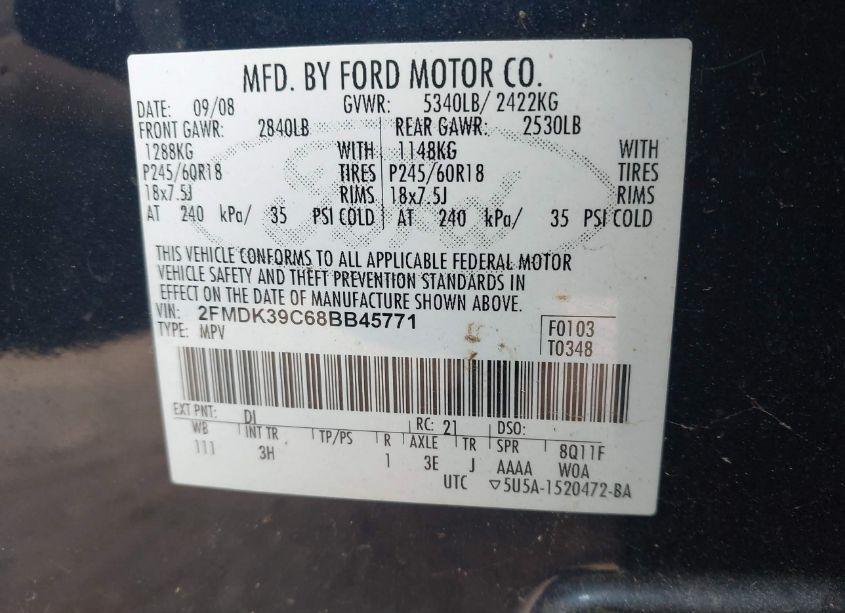 MFD. BY FORD MOTOR CO.
DATE: 09/08 GVWR: 5340LB/ 2422KG
FRONT GAWR: 2840LB REAR GAWR: 2530LB
1288KG WITH 1148KG WITH
P245/60R18 TIRES P245/60R18 TIRES
18x7.5J RIMS 18x7.5J RIMS
AT 240 kPa/ 35 PSI COLD AT 240 kPa/ 35 PSI COLD
THIS VEHICLE CONFORMS TO ALL APPLICABLE FEDERAL MOTOR
VEHICLE SAFETY AND THEFT PREVENTION STANDARDS IN
EFFECT ON THE DATE OF MANUFACTURE SHOWN ABOVE.
VIN: 2FMDK39C68BB45771 F0103
TYPE: MPV T0348
EXT PNT: DL RC: 21 DSO:
WB INT TR TP/PS R AXLE TR SPR 8Q11F
111 3H 1 3E J AAAA WOA
UTC ▽5U5A-1520472-BA
Ford